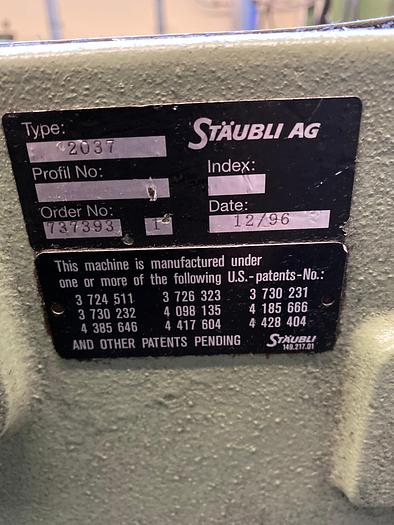 Type:
STÄUBLI AG
2037
Profil No:
Index:
Order No:
Date:
737393
1
12/96
This machine is manufactured under
one or more of the following U.S.-patents-No.:
3 724 511 3 726 323 3 730 231
3 730 232 4 098 135 4 185 666
4 385 646 4 417 604 4 428 404
AND OTHER PATENTS PENDING
STÄUBLI
149.217.01